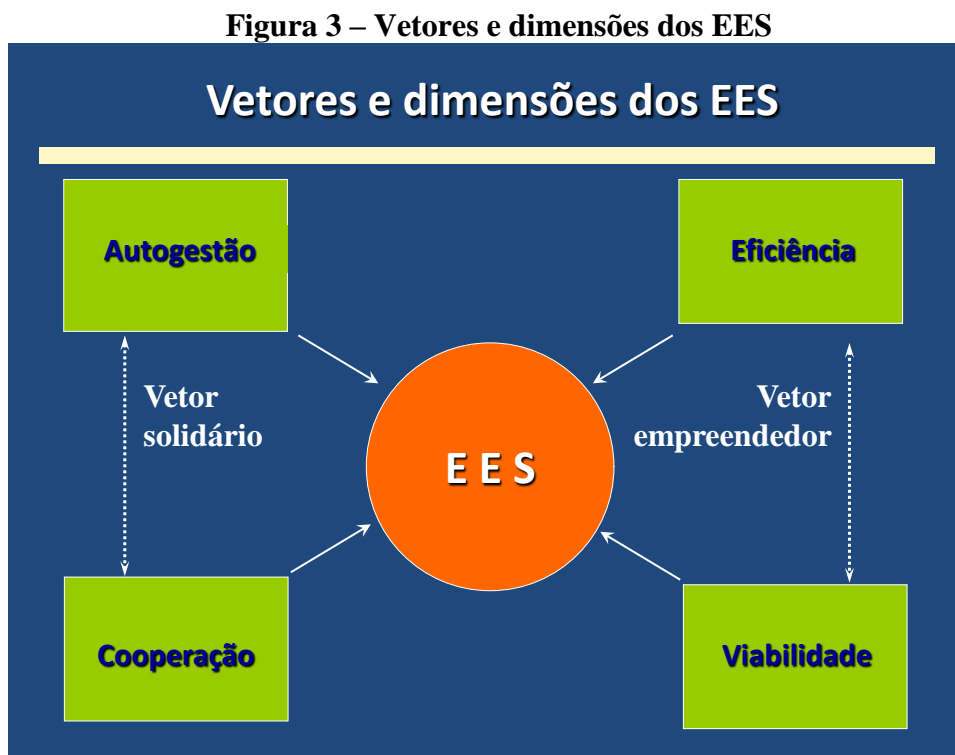 Figura 3 – Vetores e dimensões dos EES
Vetores e dimensões dos EES
Autogestão
Eficiência
Vetor
solidário
Vetor
empreendedor
E E S
Cooperação
Viabilidade